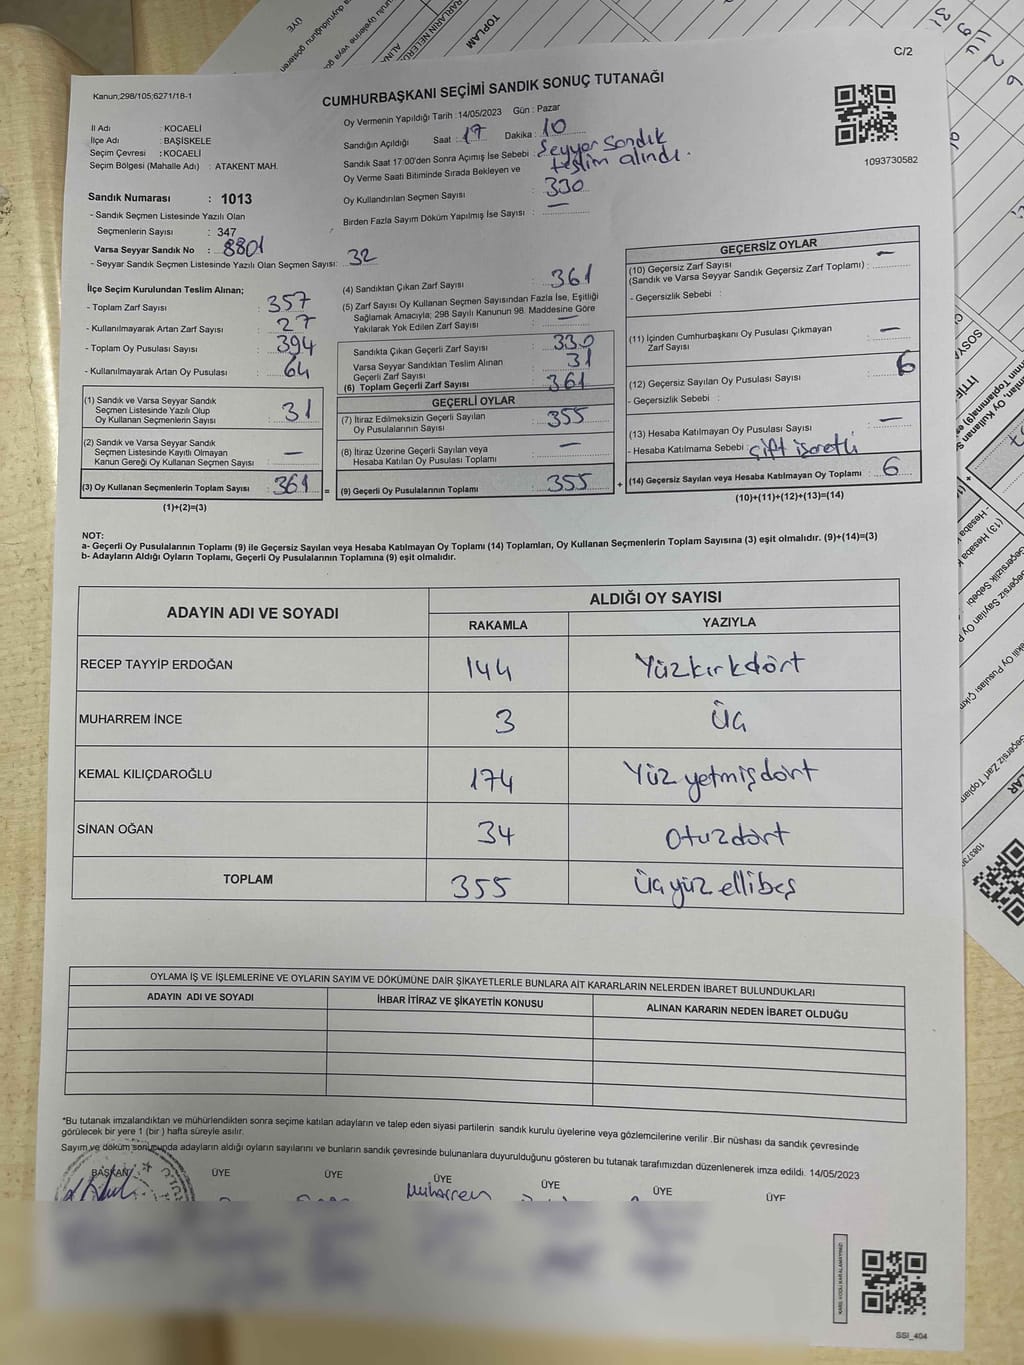 C/2
Kanun;298/105;6271/18-1
CUMHURBAŞKANI SEÇİMİ SANDIK SONUÇ TUTANAĞI
İl Adı : KOCAELİ
İlçe Adı : BAŞİSKELE
Seçim Çevresi : KOCAELİ
Seçim Bölgesi (Mahalle Adı) : ATAKENT MAH.
Oy Vermenin Yapıldığı Tarih :14/05/2023 Gün : Pazar
Sandığın Açıldığı Saat : 17 Dakika : 10
Sandık Saat 17:00'den Sonra Açımış İse Sebebi : Seyyar Sandık teslim alındı.
Oy Verme Saati Bitiminde Sırada Bekleyen ve
Oy Kullandırılan Seçmen Sayısı : 330
Birden Fazla Sayım Döküm Yapılmış İse Sayısı : —
1093730582
Sandık Numarası : 1013
- Sandık Seçmen Listesinde Yazılı Olan
Seçmenlerin Sayısı : 347
Varsa Seyyar Sandık No : 8801
- Seyyar Sandık Seçmen Listesinde Yazılı Olan Seçmen Sayısı: 32
İlçe Seçim Kurulundan Teslim Alınan;
- Toplam Zarf Sayısı : 357
- Kullanılmayarak Artan Zarf Sayısı : 27
- Toplam Oy Pusulası Sayısı : 394
- Kullanılmayarak Artan Oy Pusulası : 64
(1) Sandık ve Varsa Seyyar Sandık
Seçmen Listesinde Yazılı Olup
Oy Kullanan Seçmenlerin Sayısı : 31
(2) Sandık ve Varsa Seyyar Sandık
Seçmen Listesinde Kayıtlı Olmayan
Kanun Gereği Oy Kullanan Seçmen Sayısı : —
(3) Oy Kullanan Seçmenlerin Toplam Sayısı : 361
(1)+(2)=(3)
(4) Sandıktan Çıkan Zarf Sayısı : 361
(5) Zarf Sayısı Oy Kullanan Seçmen Sayısından Fazla İse, Eşitliği
Sağlamak Amacıyla; 298 Sayılı Kanunun 98. Maddesine Göre
Yakılarak Yok Edilen Zarf Sayısı : —
Sandıkta Çıkan Geçerli Zarf Sayısı : 330
Varsa Seyyar Sandıktan Teslim Alınan
Geçerli Zarf Sayısı : 31
(6) Toplam Geçerli Zarf Sayısı : 361
GEÇERLİ OYLAR
(7) İtiraz Edilmeksizin Geçerli Sayılan
Oy Pusulalarının Sayısı : 355
(8) İtiraz Üzerine Geçerli Sayılan veya
Hesaba Katılan Oy Pusulası Toplamı : —
= (9) Geçerli Oy Pusulalarının Toplamı : 355
GEÇERSİZ OYLAR
(10) Geçersiz Zarf Sayısı
(Sandık ve Varsa Seyyar Sandık Geçersiz Zarf Toplamı) : —
- Geçersizlik Sebebi :
(11) İçinden Cumhurbaşkanı Oy Pusulası Çıkmayan
Zarf Sayısı : —
(12) Geçersiz Sayılan Oy Pusulası Sayısı : 6
- Geçersizlik Sebebi :
(13) Hesaba Katılmayan Oy Pusulası Sayısı : —
- Hesaba Katılmama Sebebi : çift işaretli
+ (14) Geçersiz Sayılan veya Hesaba Katılmayan Oy Toplamı : 6
(10)+(11)+(12)+(13)=(14)
NOT:
a- Geçerli Oy Pusulalarının Toplamı (9) ile Geçersiz Sayılan veya Hesaba Katılmayan Oy Toplamı (14) Toplamları, Oy Kullanan Seçmenlerin Toplam Sayısına (3) eşit olmalıdır. (9)+(14)=(3)
b- Adayların Aldığı Oyların Toplamı, Geçerli Oy Pusulalarının Toplamına (9) eşit olmalıdır.
ADAYIN ADI VE SOYADI ALDIĞI OY SAYISI
RAKAMLA YAZIYLA
RECEP TAYYİP ERDOĞAN 144 Yüzkırkdört
MUHARREM İNCE 3 Üç
KEMAL KILIÇDAROĞLU 174 Yüz yetmişdört
SİNAN OĞAN 34 Otuzdört
TOPLAM 355 Üçyüz ellibeş
OYLAMA İŞ VE İŞLEMLERİNE VE OYLARIN SAYIM VE DÖKÜMÜNE DAİR ŞİKAYETLERLE BUNLARA AİT KARARLARIN NELERDEN İBARET BULUNDUKLARI
ADAYIN ADI VE SOYADI İHBAR İTİRAZ VE ŞİKAYETİN KONUSU ALINAN KARARIN NEDEN İBARET OLDUĞU
*Bu tutanak imzalandıktan ve mühürlendikten sonra seçime katılan adayların ve talep eden siyasi partilerin sandık kurulu üyelerine veya gözlemcilerine verilir .Bir nüshası da sandık çevresinde
görülecek bir yere 1 (bir ) hafta süreyle asılır.
Sayım ve döküm sonucunda adayların aldığı oyların sayılarını ve bunların sandık çevresinde bulunanlara duyurulduğunu gösteren bu tutanak tarafımızdan düzenlenerek imza edildi. 14/05/2023
BAŞKAN ÜYE ÜYE ÜYE ÜYE ÜYE ÜYE
Muharrem
SSI_404